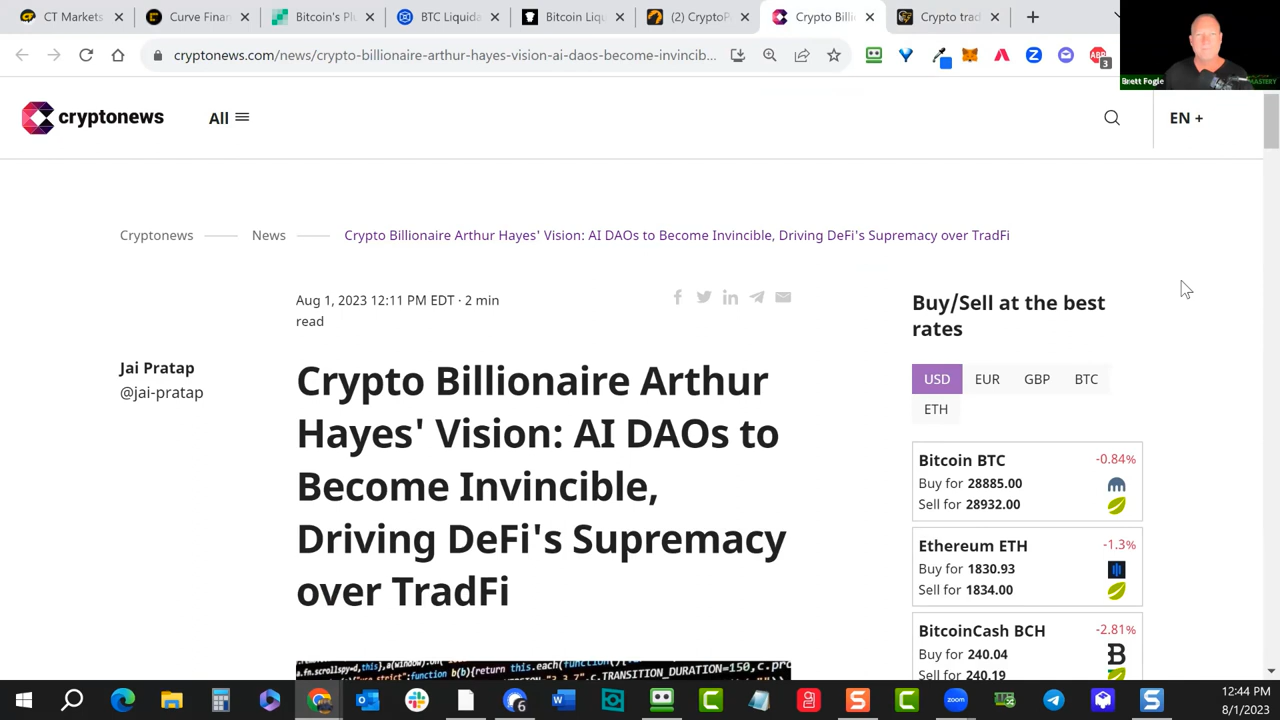 CT Markets
Curve Finan
Bitcoin's Plu
BTC Liquida
Bitcoin Liq
(2) CryptoP
Crypto Billi
Crypto trad
cryptonews.com/news/crypto-billionaire-arthur-hayes-vision-ai-daos-become-invincib...
3
Brett Fogle
MASTERY
cryptonews
All
EN +
Cryptonews
News
Crypto Billionaire Arthur Hayes' Vision: AI DAOs to Become Invincible, Driving DeFi's Supremacy over TradFi
Aug 1, 2023 12:11 PM EDT · 2 min
read
Jai Pratap
@jai-pratap
Crypto Billionaire Arthur
Hayes' Vision: AI DAOs to
Become Invincible,
Driving DeFi's Supremacy
over TradFi
Buy/Sell at the best
rates
USD EUR GBP BTC
ETH
Bitcoin BTC -0.84%
Buy for 28885.00
Sell for 28932.00
Ethereum ETH -1.3%
Buy for 1830.93
Sell for 1834.00
BitcoinCash BCH -2.81%
Buy for 240.04
Sell for 240.19
6
12:44 PM
8/1/2023